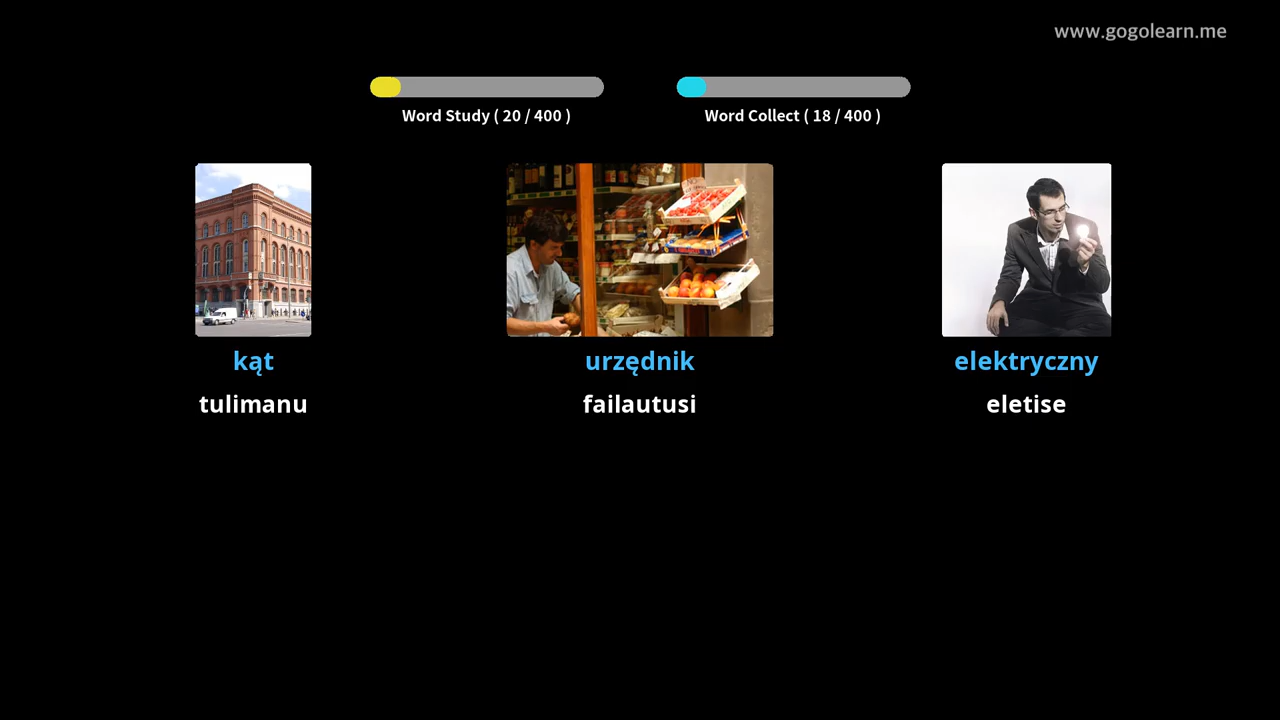 www.gogolearn.me
Word Study ( 20 / 400 )
Word Collect ( 18 / 400 )
kąt
urzędnik
elektryczny
tulimanu
failautusi
eletise